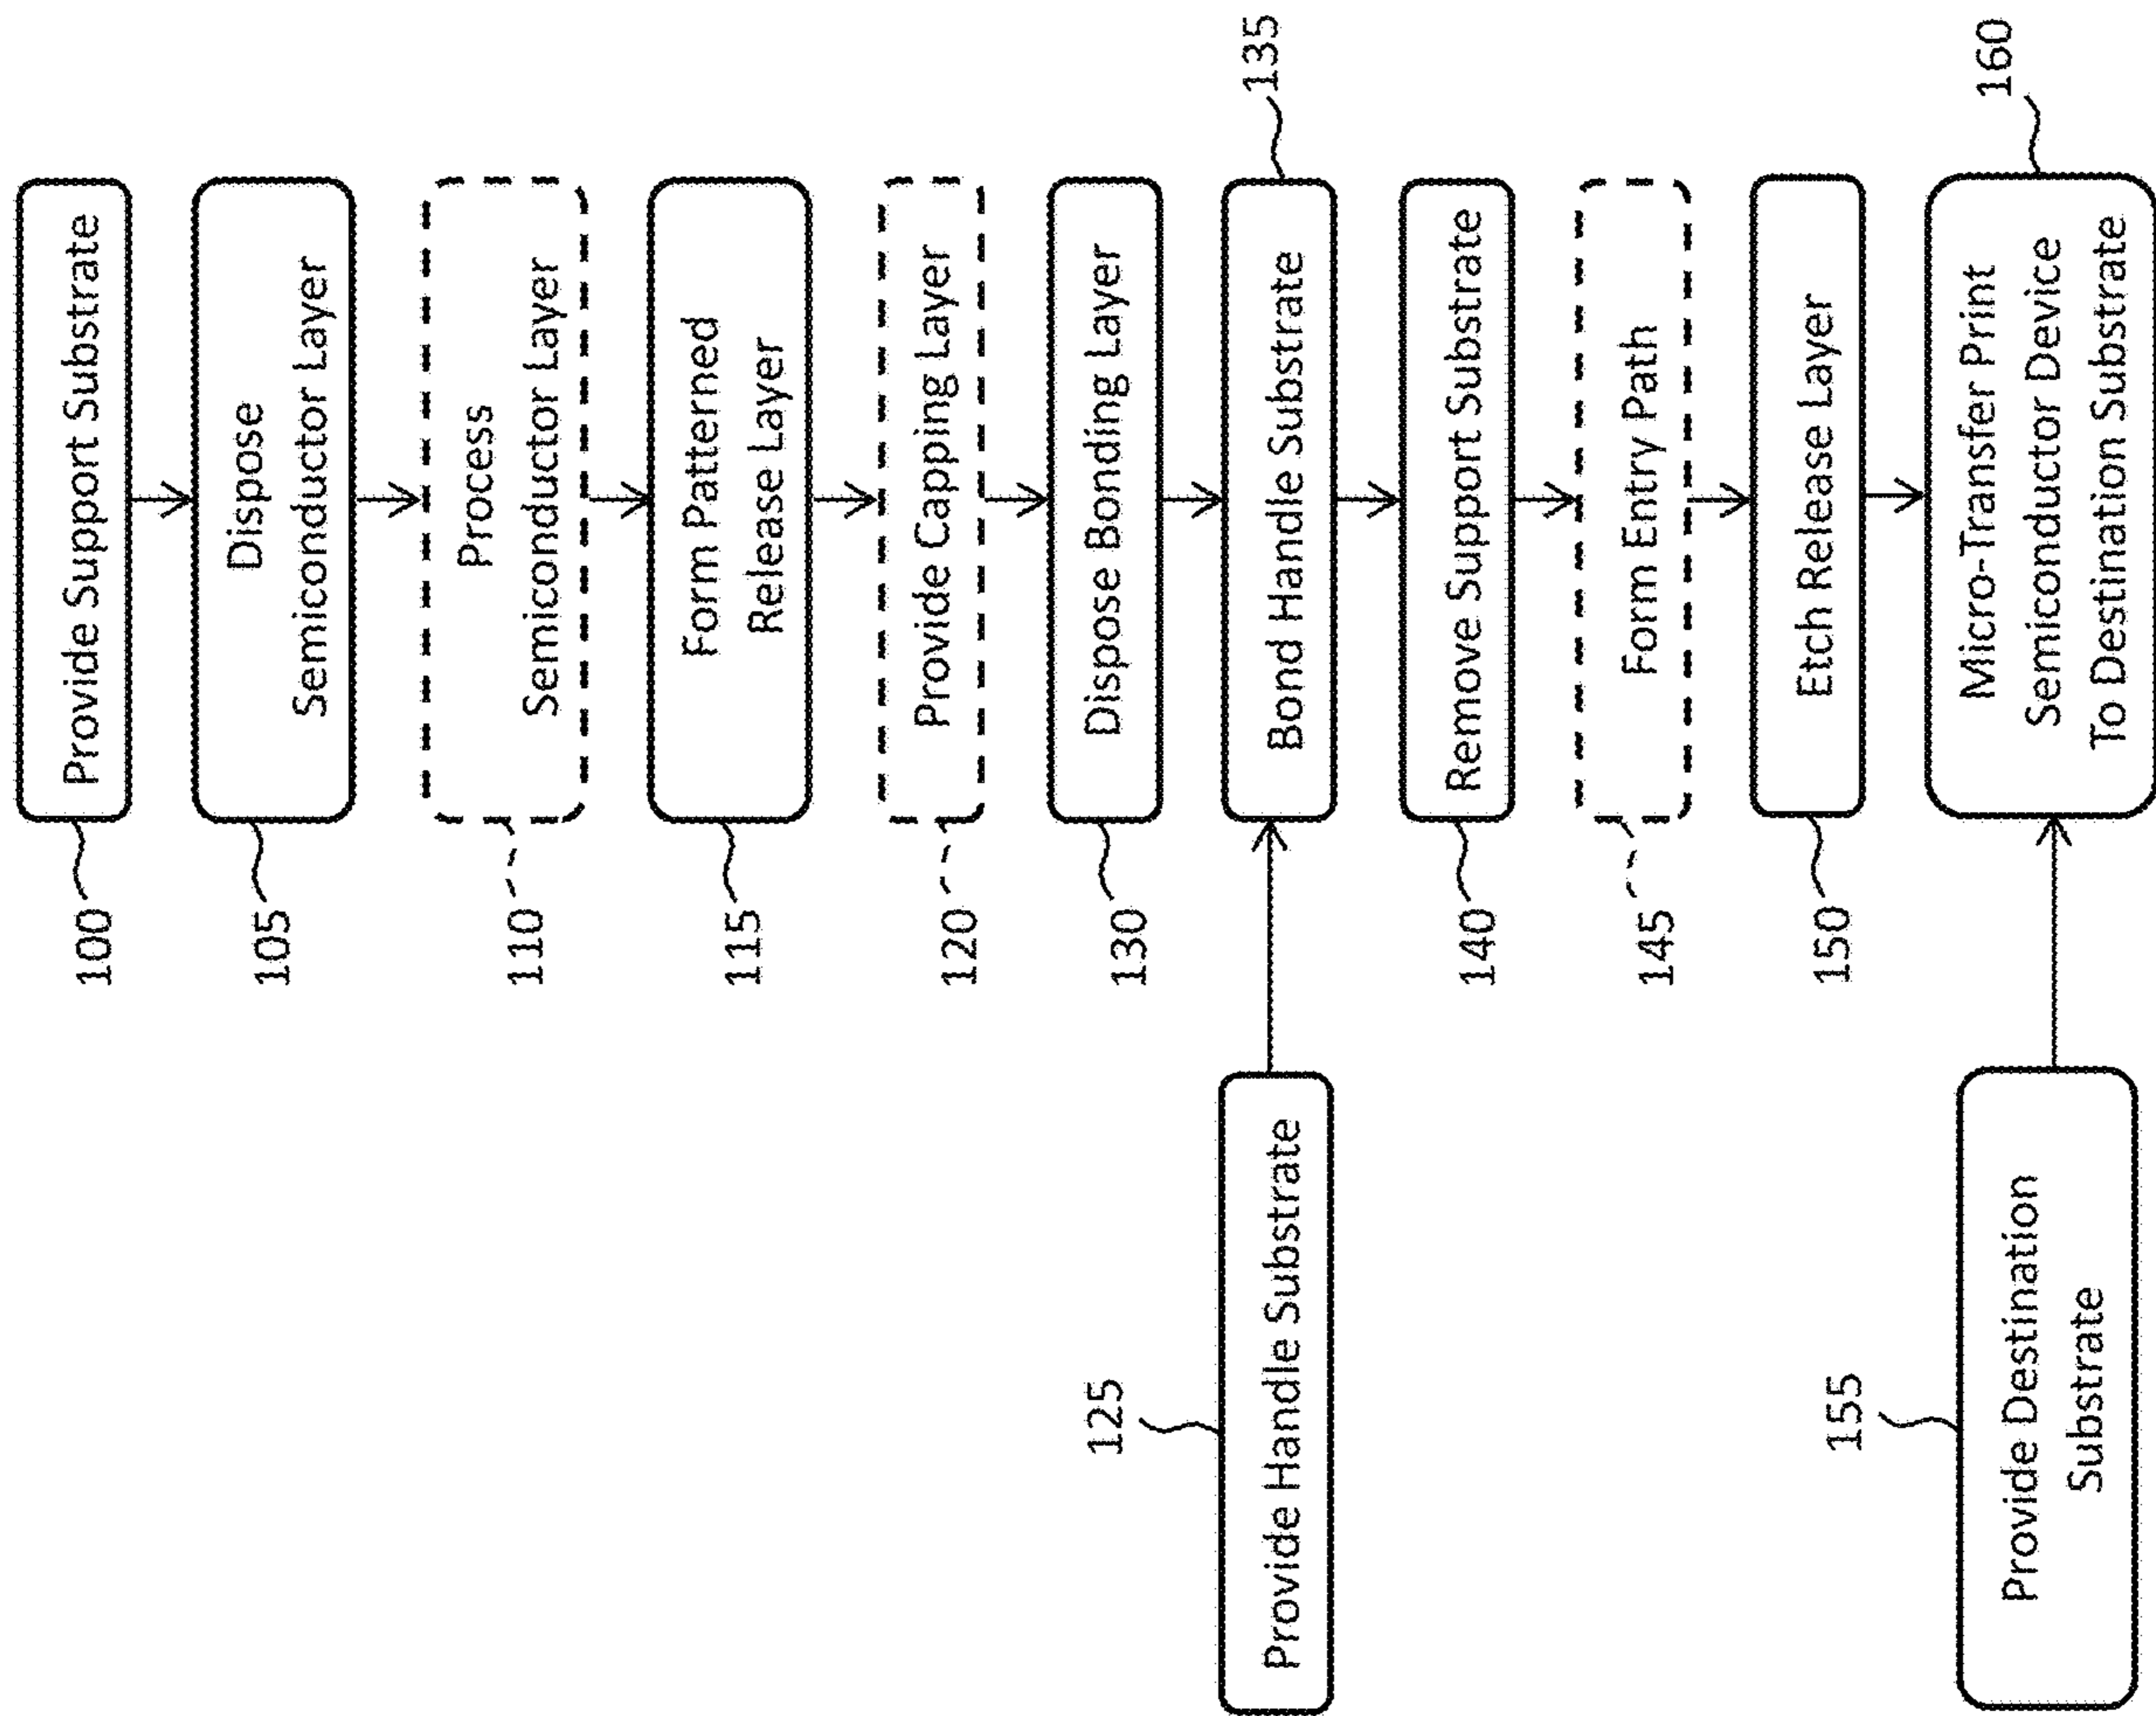 100
Provide Support Substrate
105
Dispose
Semiconductor Layer
110
Process
Semiconductor Layer
115
Form Patterned
Release Layer
120
Provide Capping Layer
130
Dispose Bonding Layer
125
Provide Handle Substrate
135
Bond Handle Substrate
140
Remove Support Substrate
145
Form Entry Path
150
Etch Release Layer
155
Provide Destination
Substrate
160
Micro-Transfer Print
Semiconductor Device
To Destination Substrate